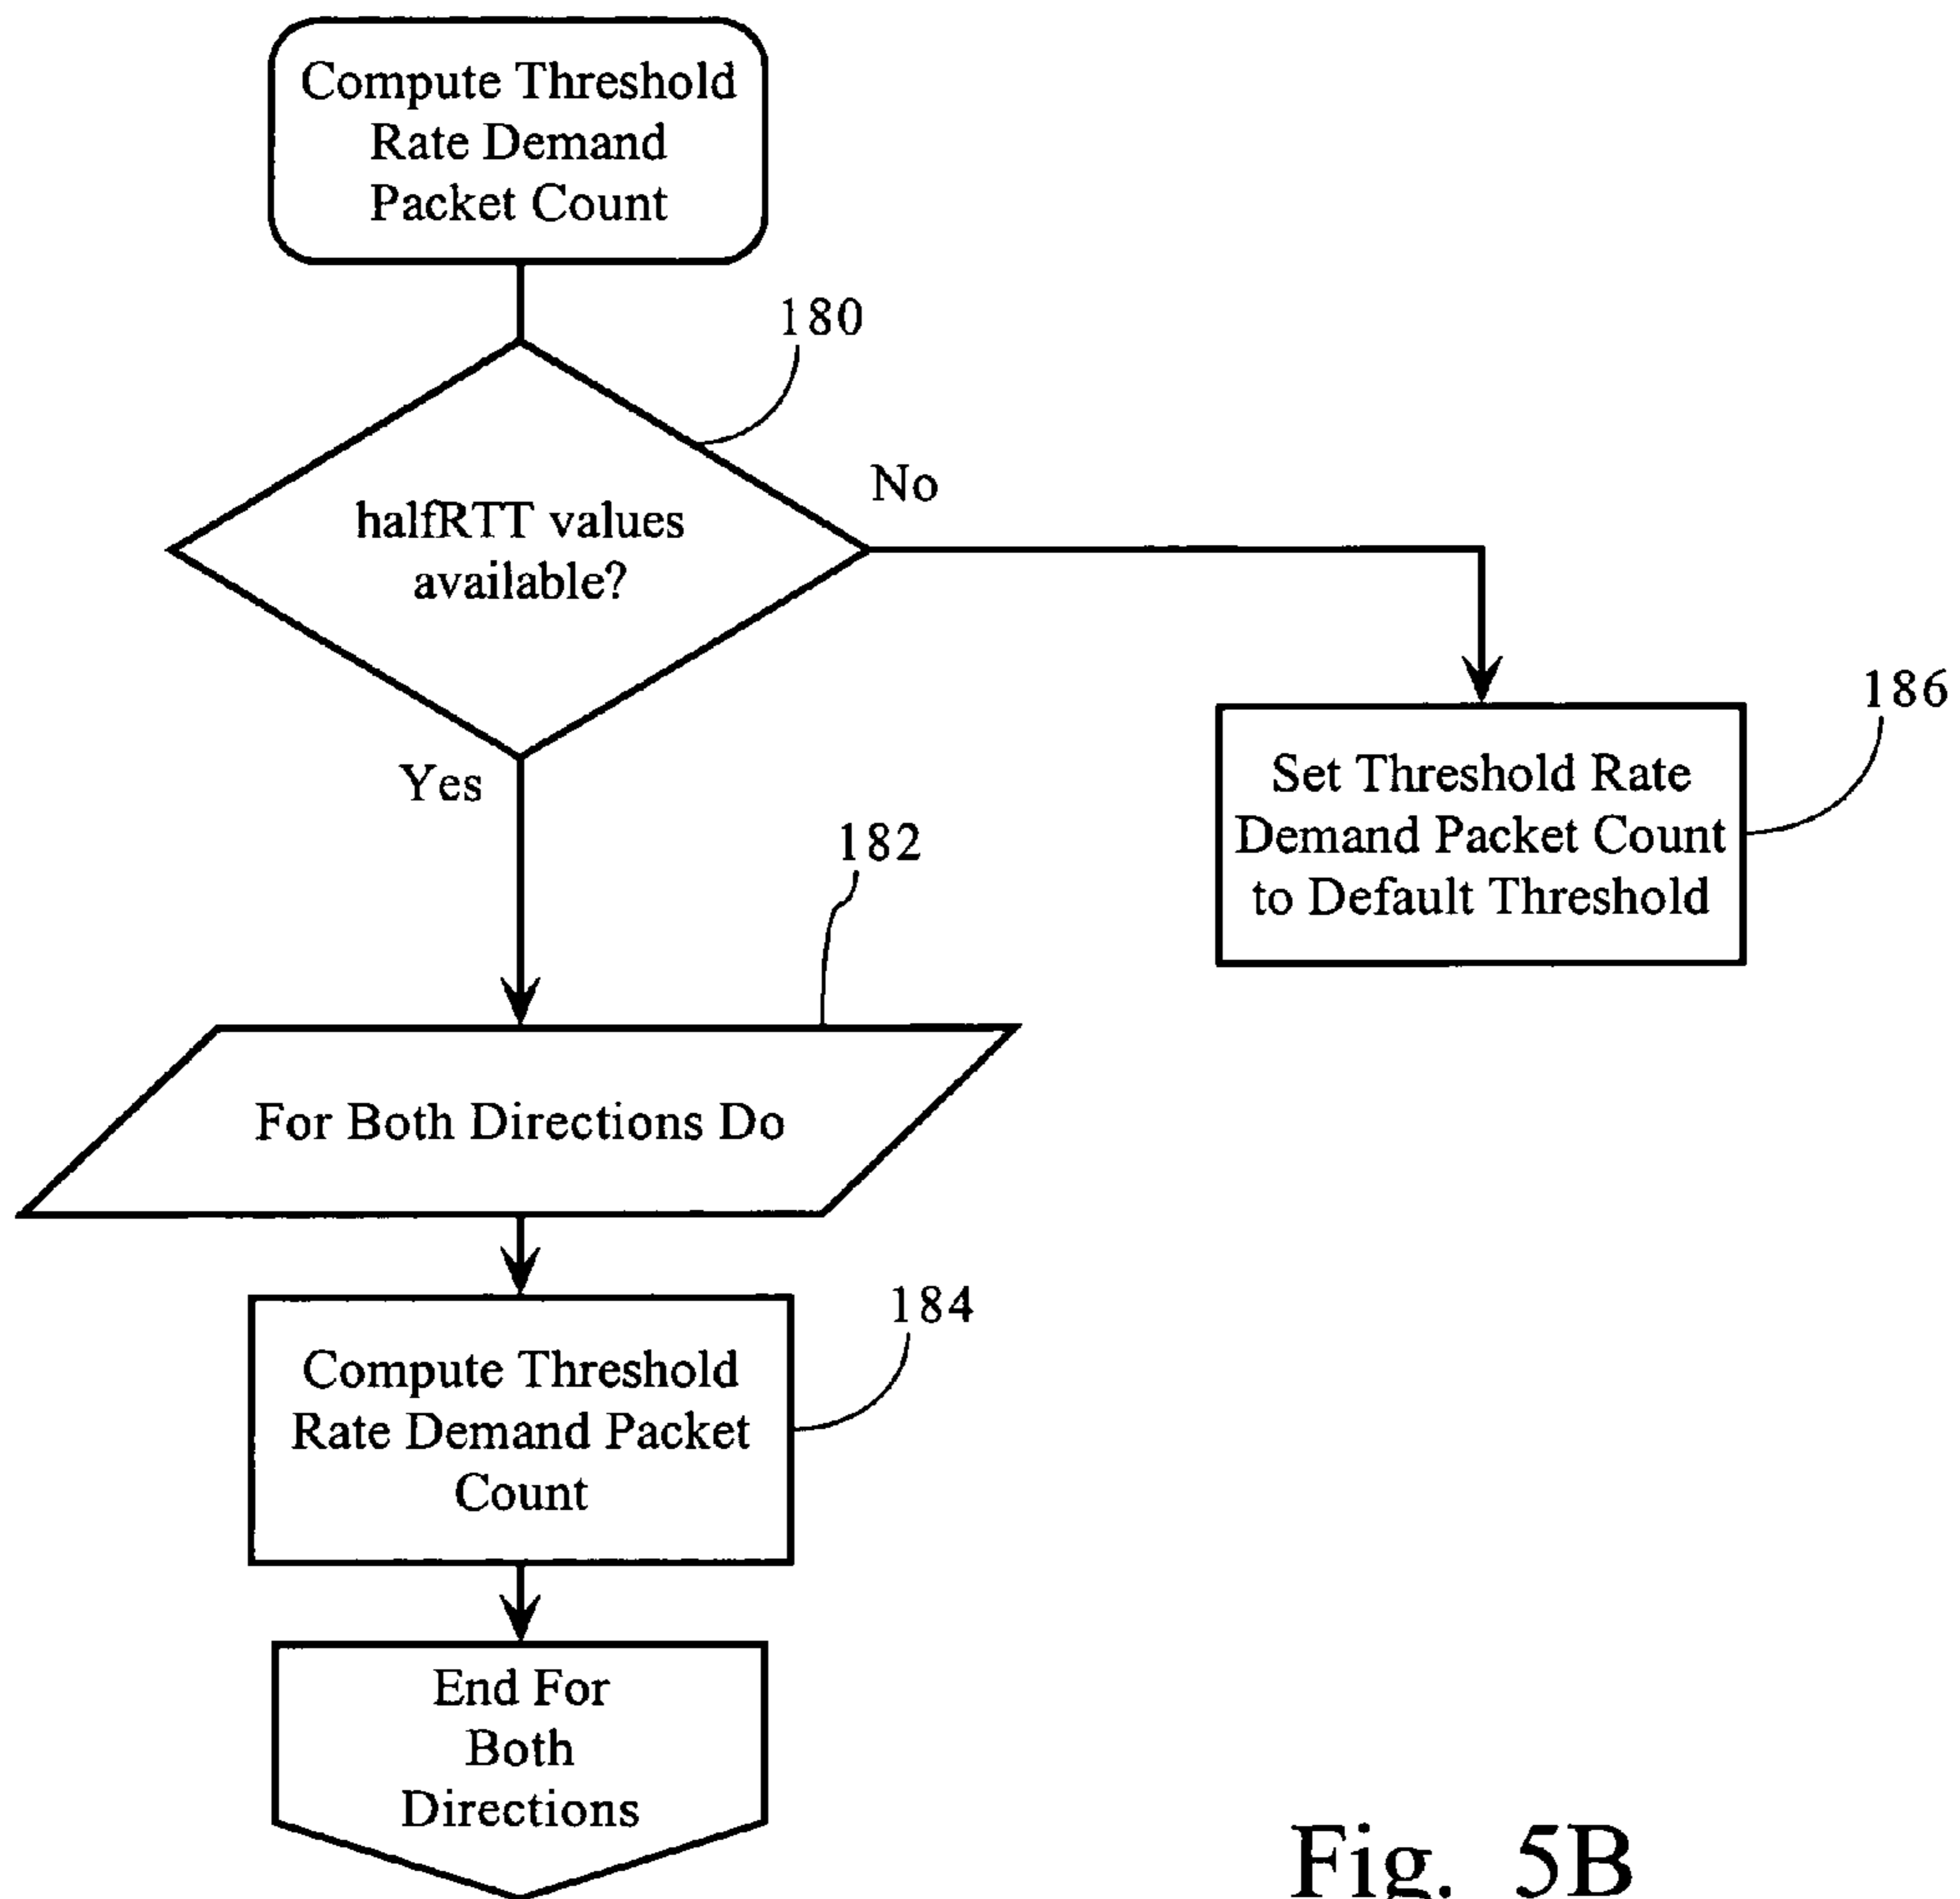 Compute Threshold
Rate Demand
Packet Count
180
halfRTT values
available?
No
Yes
186
Set Threshold Rate
Demand Packet Count
to Default Threshold
182
For Both Directions Do
184
Compute Threshold
Rate Demand Packet
Count
End For
Both
Directions
Fig. 5B